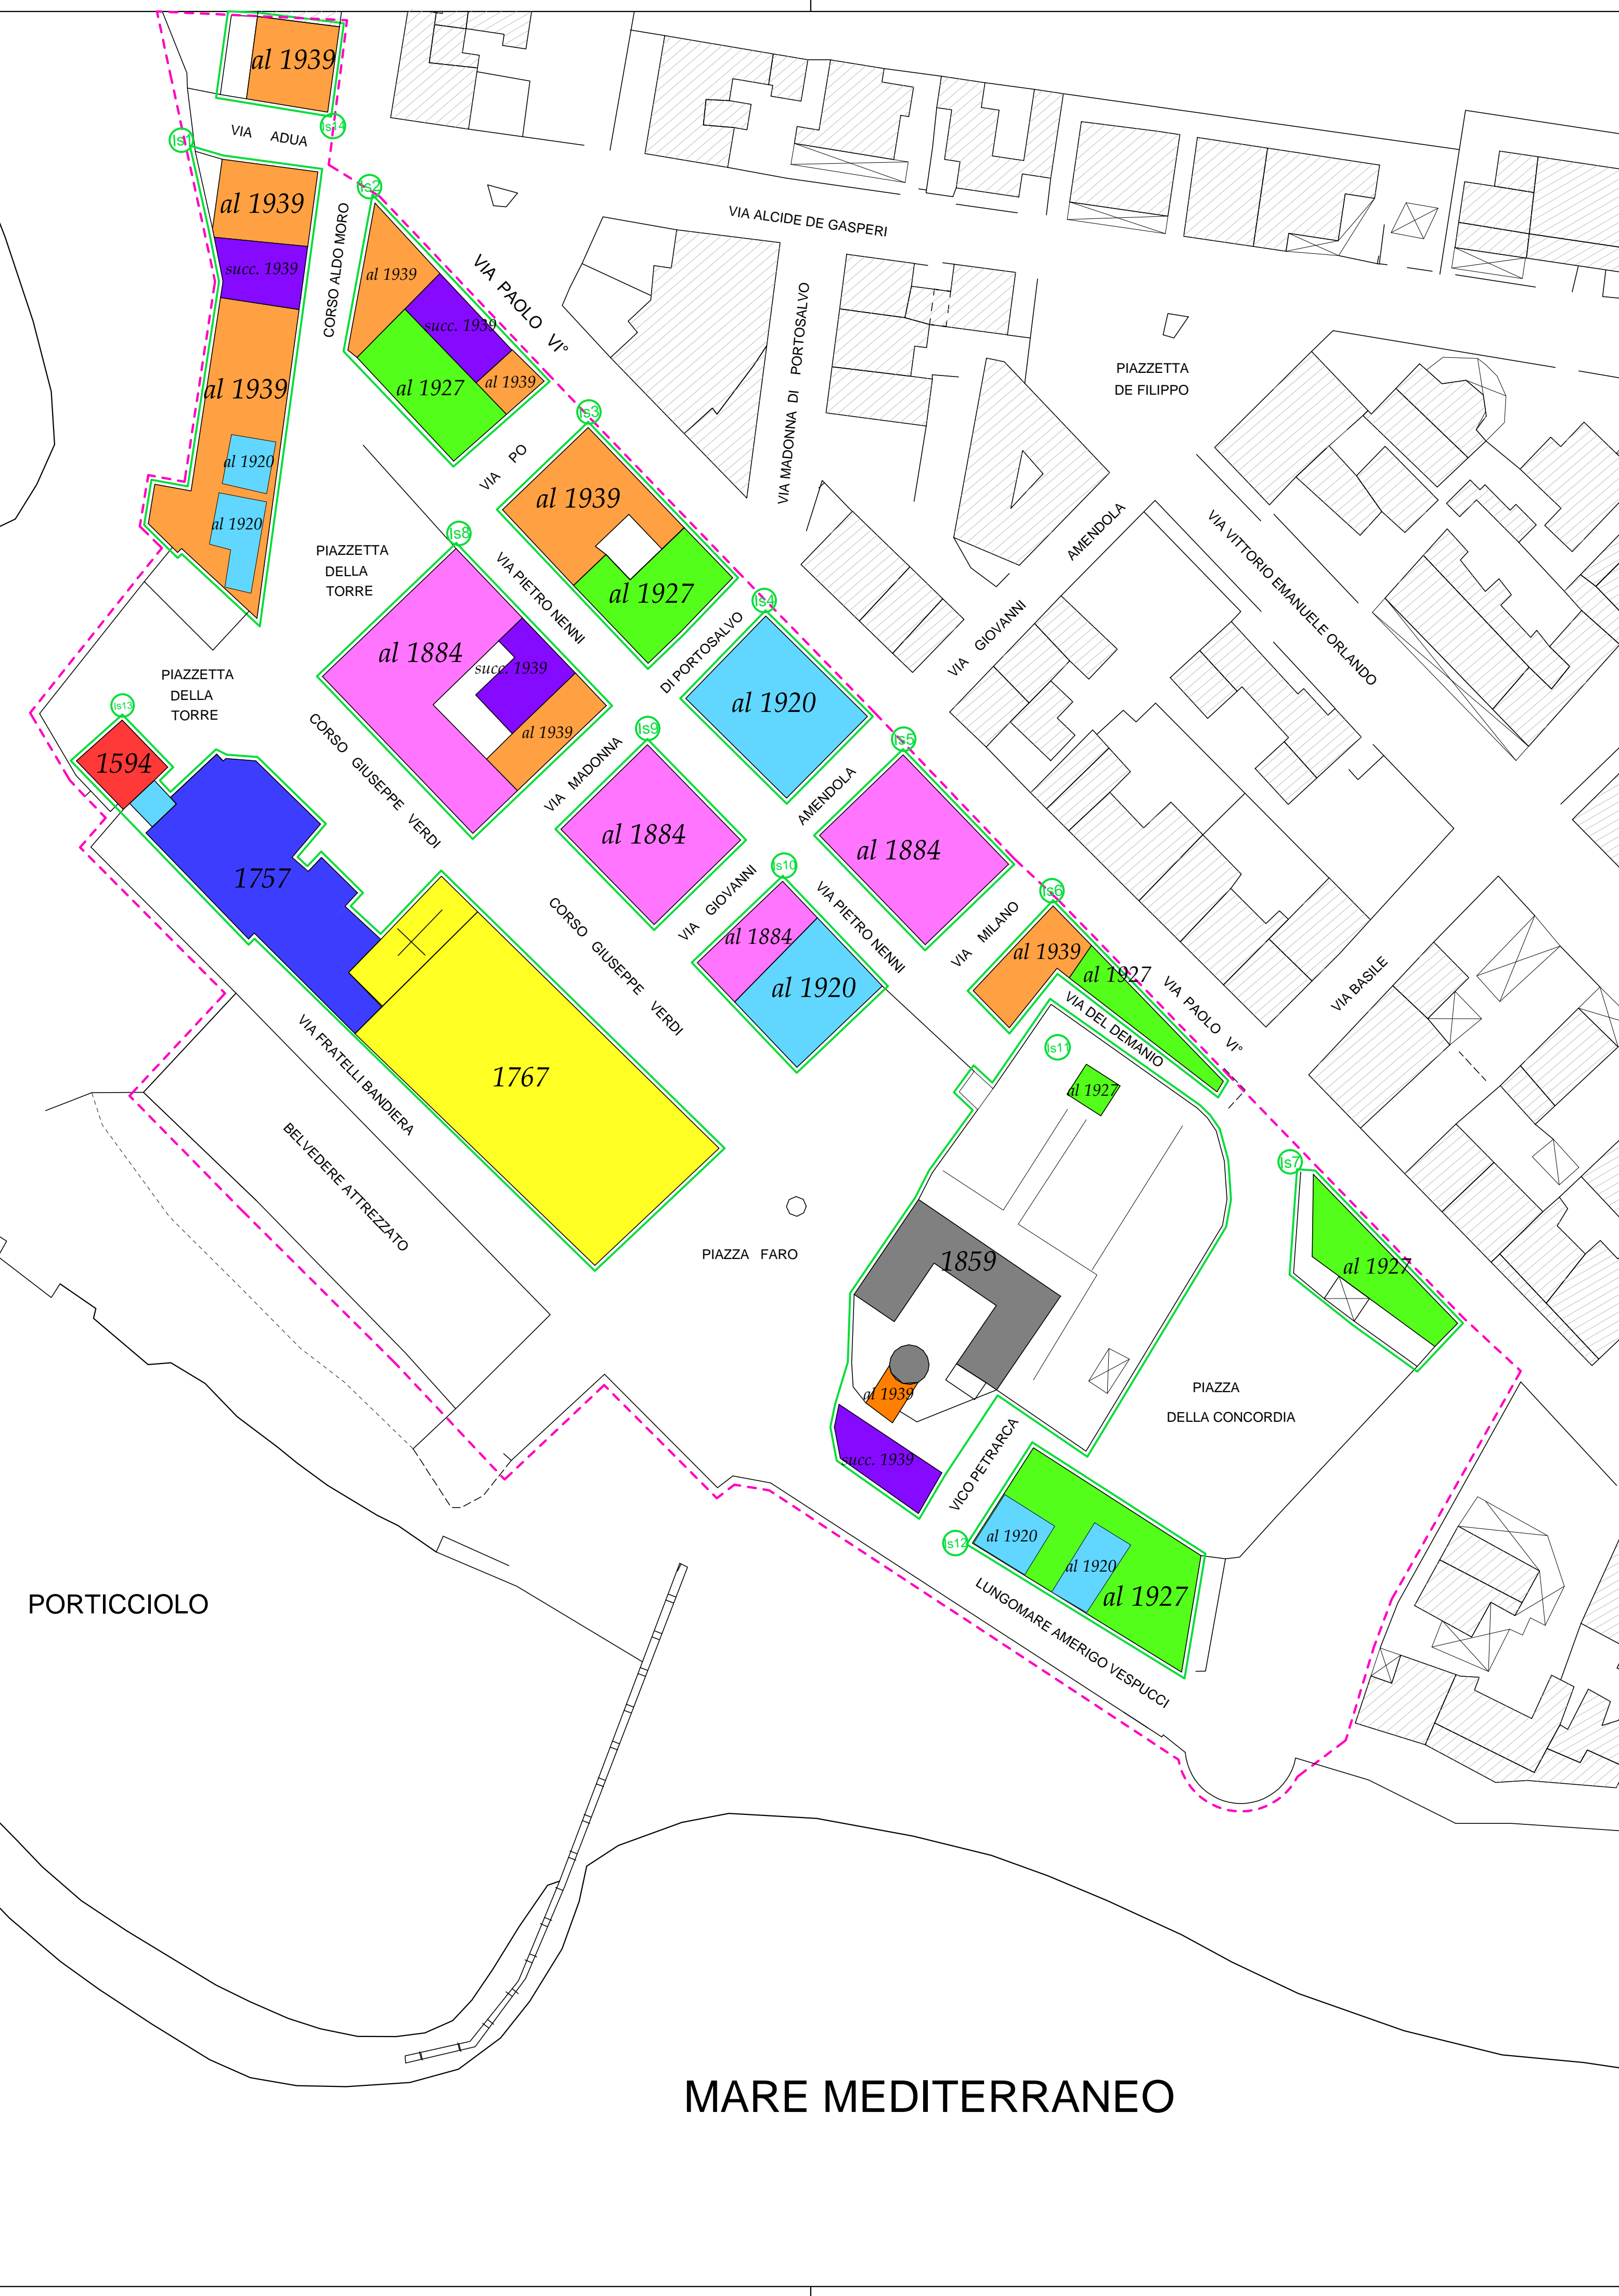 al 1939
VIA ADUA
Is14
Is1
Is2
al 1939
succ. 1939
CORSO ALDO MORO
al 1939
succ. 1939
al 1939
al 1927
VIA PAOLO VI°
VIA ALCIDE DE GASPERI
VIA MADONNA DI PORTOSALVO
PIAZZETTA
DE FILIPPO
al 1939
al 1920
al 1920
VIA PO
Is3
al 1939
al 1927
Is8
PIAZZETTA
DELLA
TORRE
VIA PIETRO NENNI
AMENDOLA
VIA GIOVANNI
VIA VITTORIO EMANUELE ORLANDO
Is4
DI PORTOSALVO
al 1884
succ. 1939
al 1939
al 1920
PIAZZETTA
DELLA
TORRE
Is13
1594
CORSO GIUSEPPE VERDI
VIA MADONNA
Is9
Is5
AMENDOLA
al 1884
al 1884
1757
VIA GIOVANNI
Is10
VIA PIETRO NENNI
al 1884
al 1920
CORSO GIUSEPPE VERDI
VIA MILANO
Is6
al 1939
al 1927
VIA PAOLO VI°
VIA BASILE
VIA DEL DEMANIO
Is11
al 1927
1767
VIA FRATELLI BANDIERA
BELVEDERE ATTREZZATO
PIAZZA FARO
1859
Is7
al 1927
al 1939
succ. 1939
PIAZZA
DELLA CONCORDIA
VICO PETRARCA
Is12
al 1920
al 1920
al 1927
LUNGOMARE AMERIGO VESPUCCI
PORTICCIOLO
MARE MEDITERRANEO